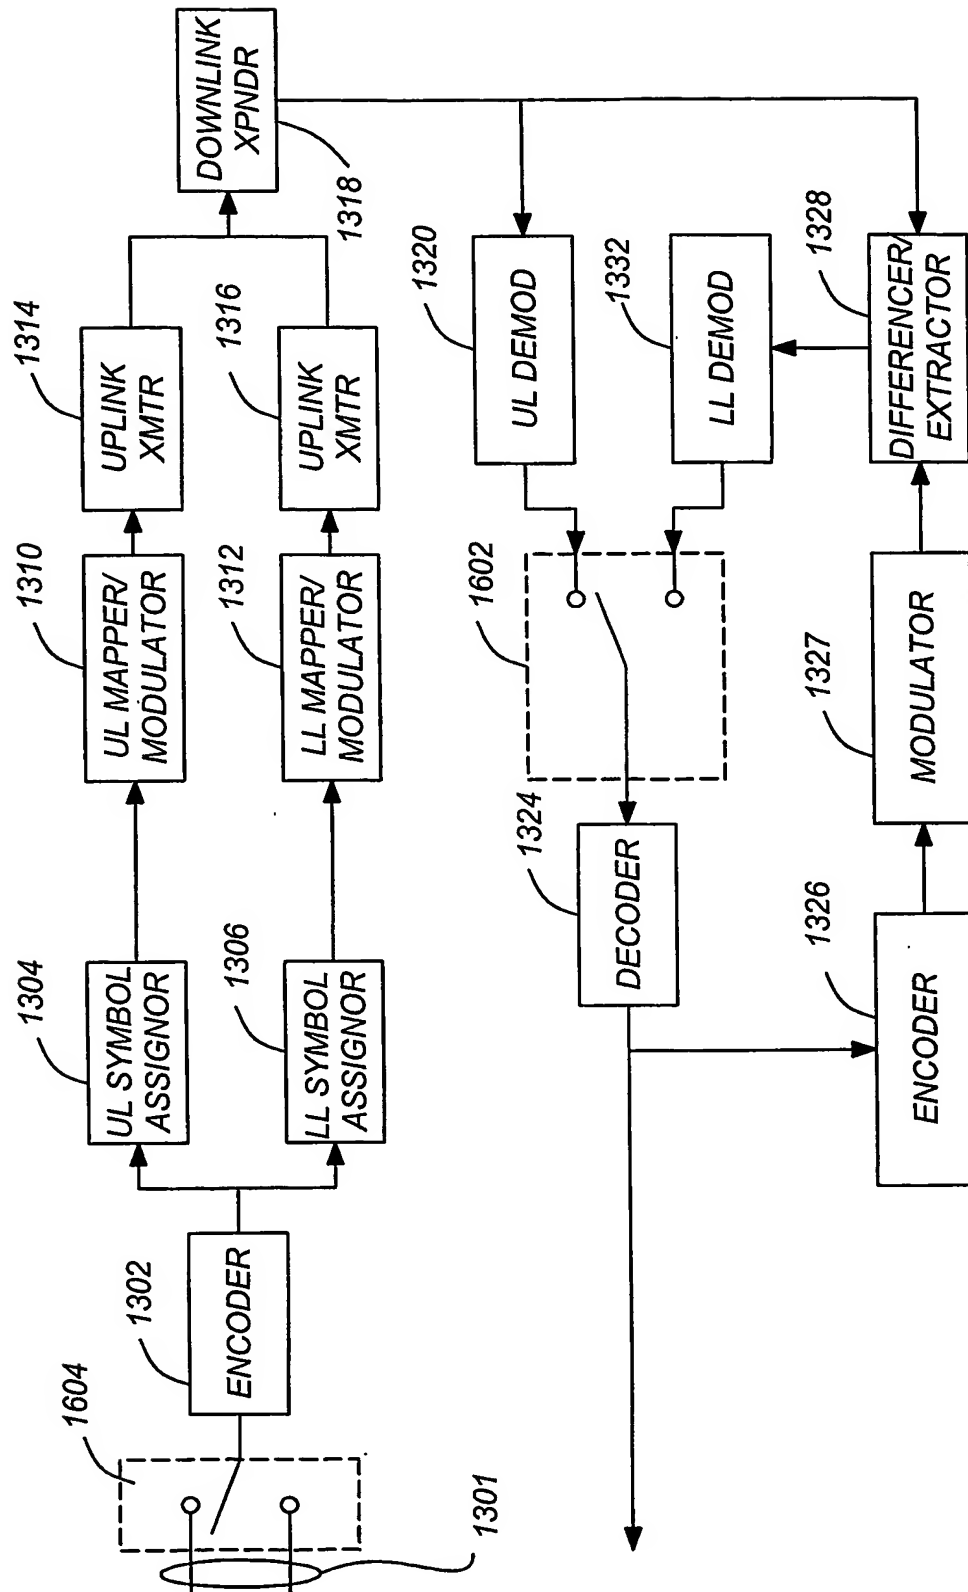 1301
1604
1302
ENCODER
1304
UL SYMBOL
ASSIGNOR
1306
LL SYMBOL
ASSIGNOR
1310
UL MAPPER/
MODULATOR
1312
LL MAPPER/
MODULATOR
1314
UPLINK
XMTR
1316
UPLINK
XMTR
DOWNLINK
XPNDR
1318
1320
UL DEMOD
1332
LL DEMOD
1328
DIFFERENCER/
EXTRACTOR
1602
1324
DECODER
1327
MODULATOR
1326
ENCODER